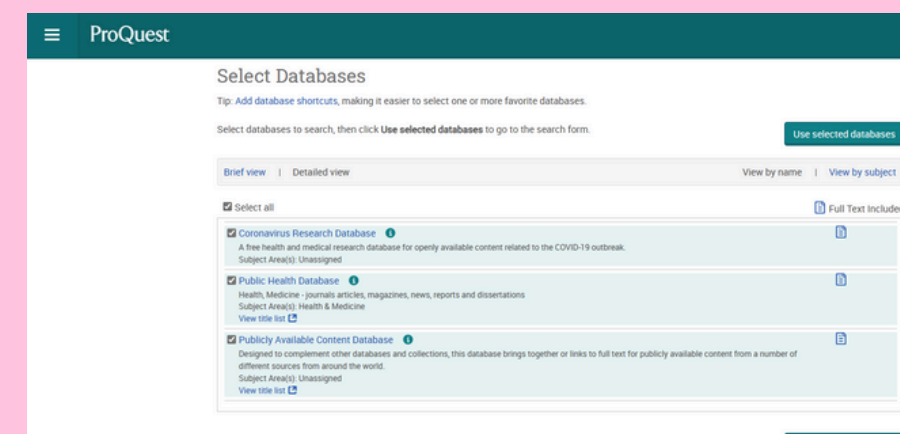 ProQuest
Select Databases
Tip: Add database shortcuts, making it easier to select one or more favorite databases.
Select databases to search, then click Use selected databases to go to the search form.
Use selected databases
Brief view | Detailed view View by name | View by subject
Select all Full Text Included
Coronavirus Research Database
A free health and medical research database for openly available content related to the COVID-19 outbreak.
Subject Area(s): Unassigned
Public Health Database
Health, Medicine - journals articles, magazines, news, reports and dissertations
Subject Area(s): Health & Medicine
View title list
Publicly Available Content Database
Designed to complement other databases and collections, this database brings together or links to full text for publicly available content from a number of
different sources from around the world.
Subject Area(s): Unassigned
View title list